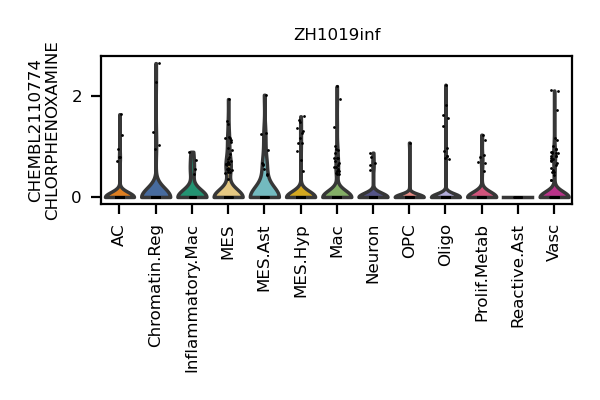 ZH1019inf
CHEMBL2110774
CHLORPHENOXAMINE
2
0
AC
Chromatin.Reg
Inflammatory.Mac
MES
MES.Ast
MES.Hyp
Mac
Neuron
OPC
Oligo
Prolif.Metab
Reactive.Ast
Vasc